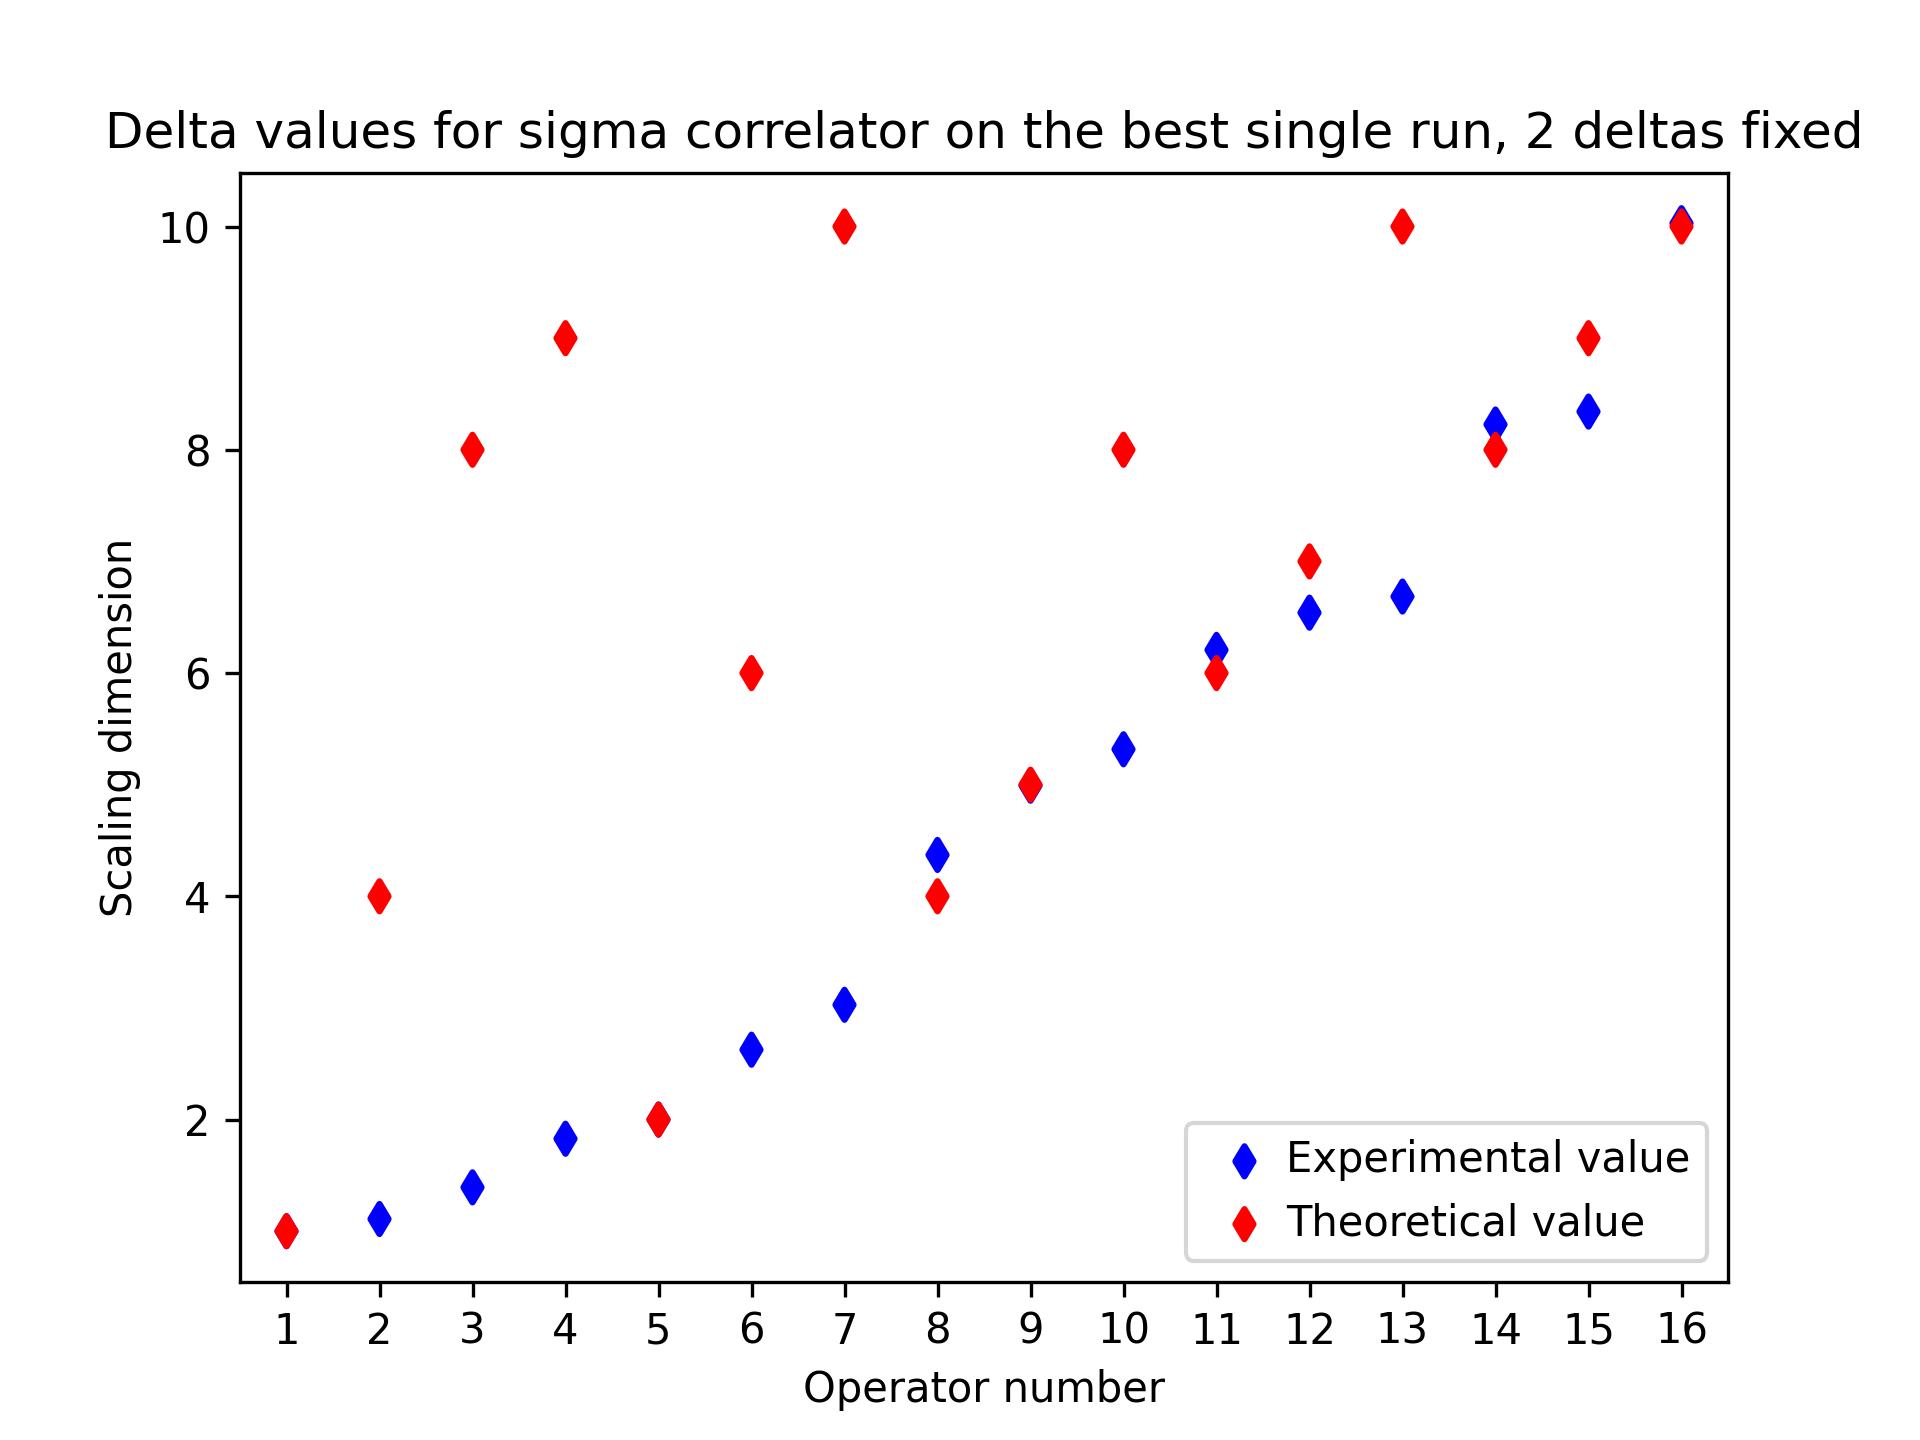 Delta values for sigma correlator on the best single run, 2 deltas fixed
10
8
6
4
2
Scaling dimension
Experimental value
Theoretical value
1 2 3 4 5 6 7 8 9 10 11 12 13 14 15 16
Operator number